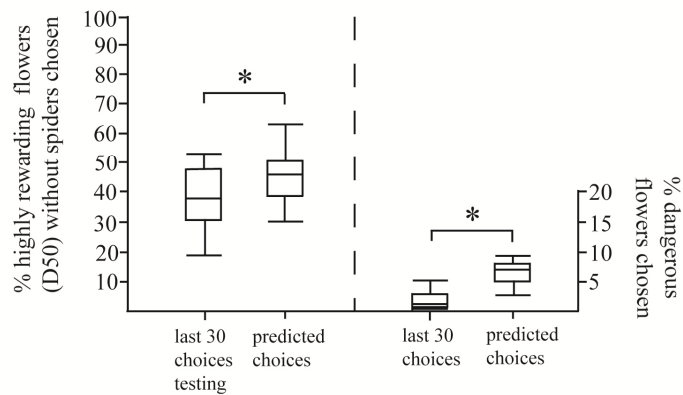 % highly rewarding flowers
(D50) without spiders chosen
100
90
80
70
60
50
40
30
20
10
*
*
20
15
10
5
% dangerous
flowers chosen
last 30
choices
testing
predicted
choices
last 30
choices
predicted
choices